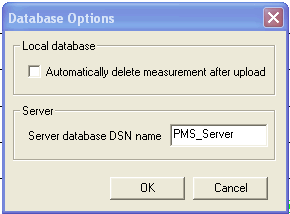 Database Options
Local database
Automatically delete measurement after upload
Server
Server database DSN name PMS_Server
OK Cancel